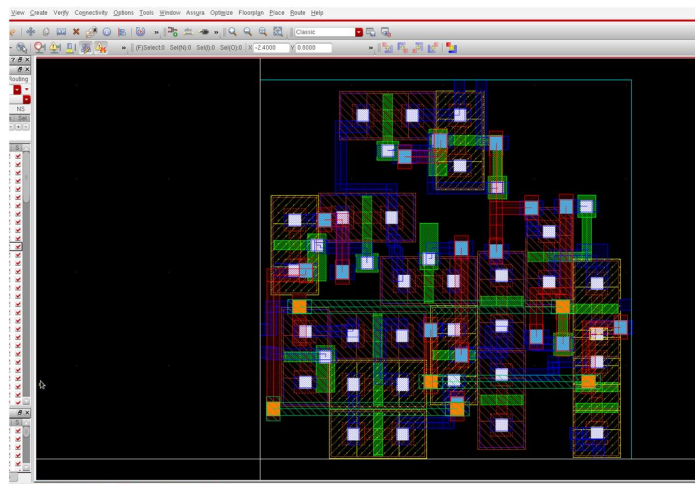 View Create Verify Connectivity Options Tools Window Assura Optimize Floorplan Place Route Help
Classic
(F)Select:0 Sel(N):0 Sel(I):0 Sel(O):0 X -2.4000 Y 0.8000
Routing
NS